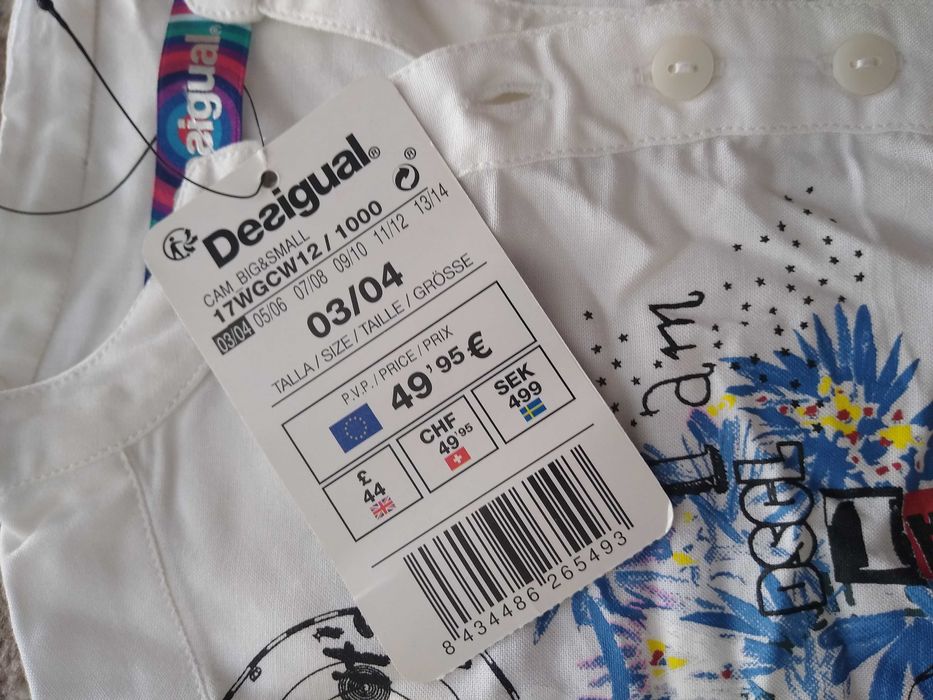 Desigual®
Desigual®
®
CAM_BIG&SMALL
17WGCW12 / 1000
03/04 05/06 07/08 09/10 11/12 13/14
03/04
TALLA / SIZE / TAILLE / GRÖSSE
P.V.P. / PRICE / PRIX
49'95 €
£
44
CHF
49'95
SEK
499
8 434486 265493
I am
DSGL